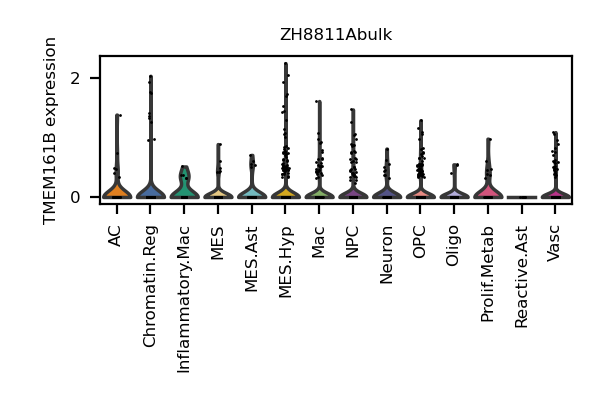 ZH8811Abulk
TMEM161B expression
2
0
AC
Chromatin.Reg
Inflammatory.Mac
MES
MES.Ast
MES.Hyp
Mac
NPC
Neuron
OPC
Oligo
Prolif.Metab
Reactive.Ast
Vasc